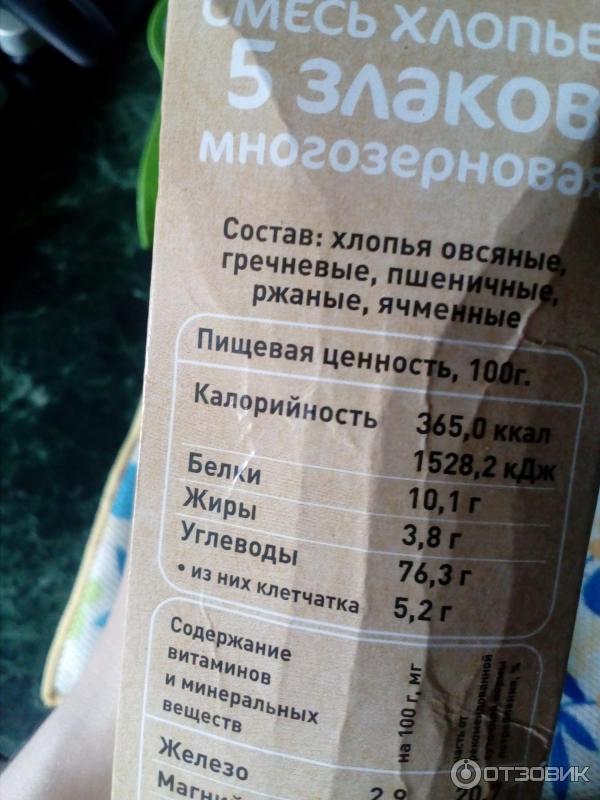 СМЕСЬ ХЛОПЬЕ
5 злаков
многозерновая
Состав: хлопья овсяные,
гречневые, пшеничные,
ржаные, ячменные
Пищевая ценность, 100г.
Калорийность 365,0 ккал
1528,2 кДж
Белки 10,1 г
Жиры 3,8 г
Углеводы 76,3 г
• из них клетчатка 5,2 г
Содержание
витаминов
и минеральных
веществ
на 100 г, мг
Железо
Магний
ОТЗОВИК